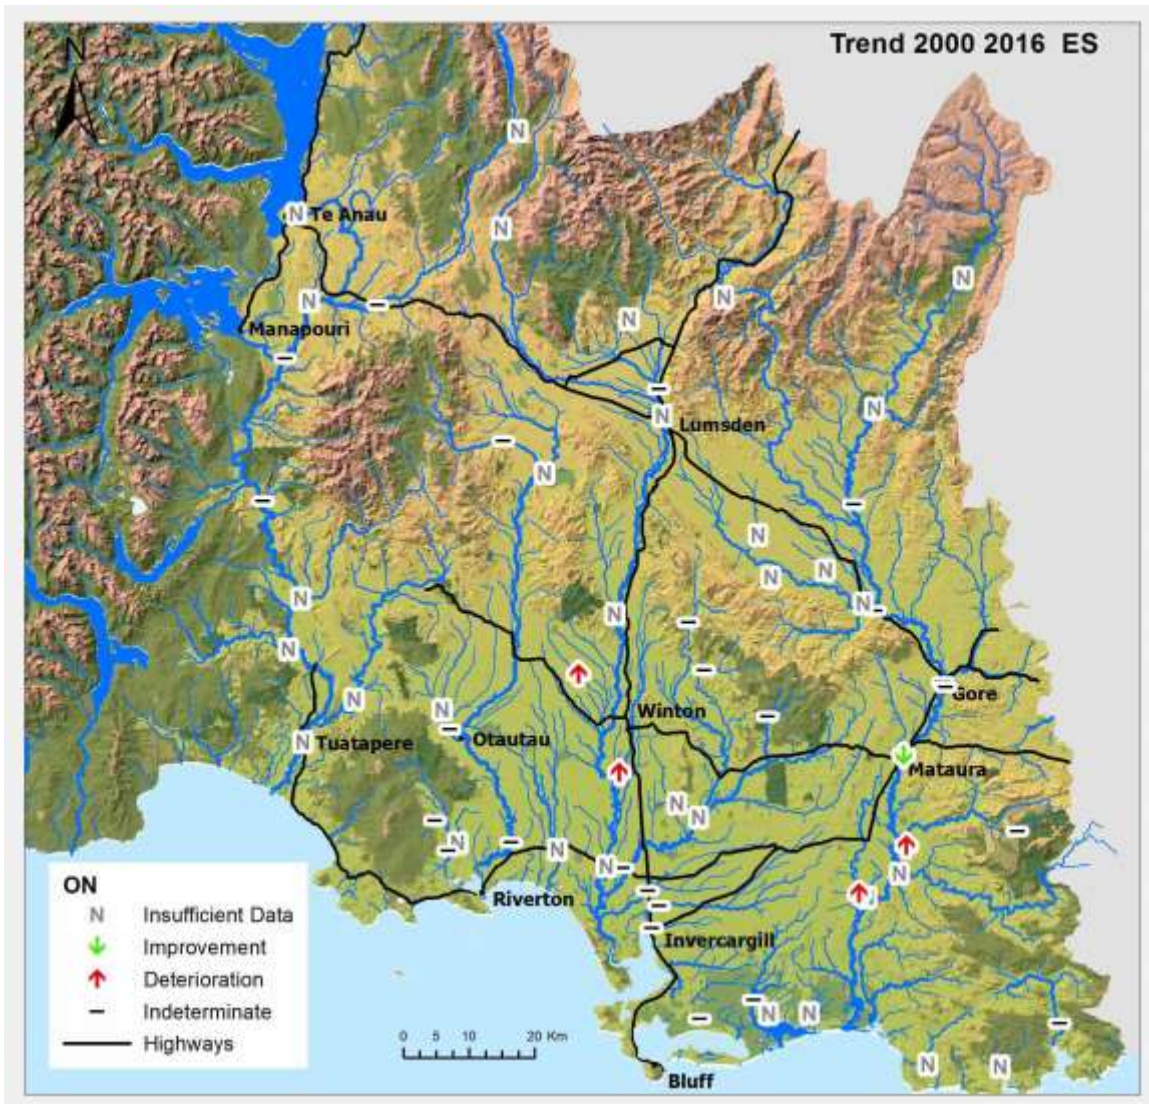 Trend 2000 2016 ES
N
N
N
N Te Anau
N
N
N
N
N
Manapouri
N
N Lumsden
N
N
N
N
N
N
N
N
N
N
Gore
N
Winton
N Tuatapere
Otautau
Mataura
N
N
N
N
N
N
Riverton
Invercargill
N
N
N
N
Bluff
ON
N Insufficient Data
Improvement
Deterioration
Indeterminate
Highways
0 5 10 20 Km